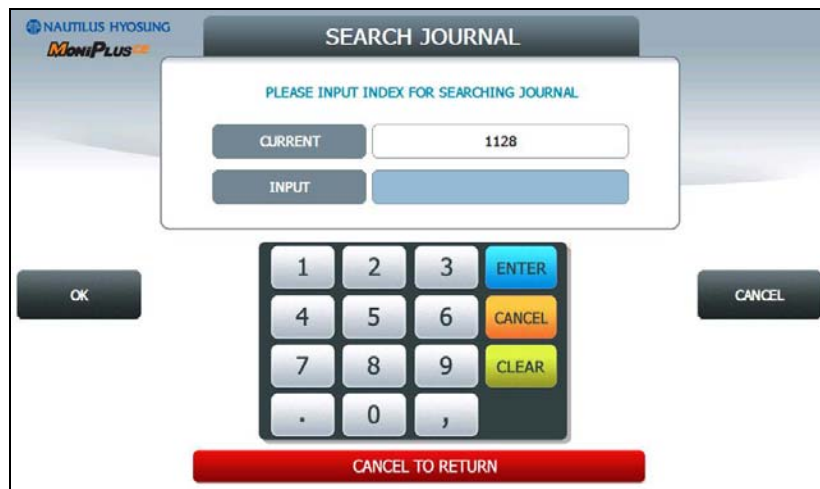 NAUTILUS HYOSUNG
MONiPLUS CE
SEARCH JOURNAL
PLEASE INPUT INDEX FOR SEARCHING JOURNAL
CURRENT 1128
INPUT
1 2 3 ENTER
OK CANCEL
4 5 6 CANCEL
7 8 9 CLEAR
. 0 ,
CANCEL TO RETURN